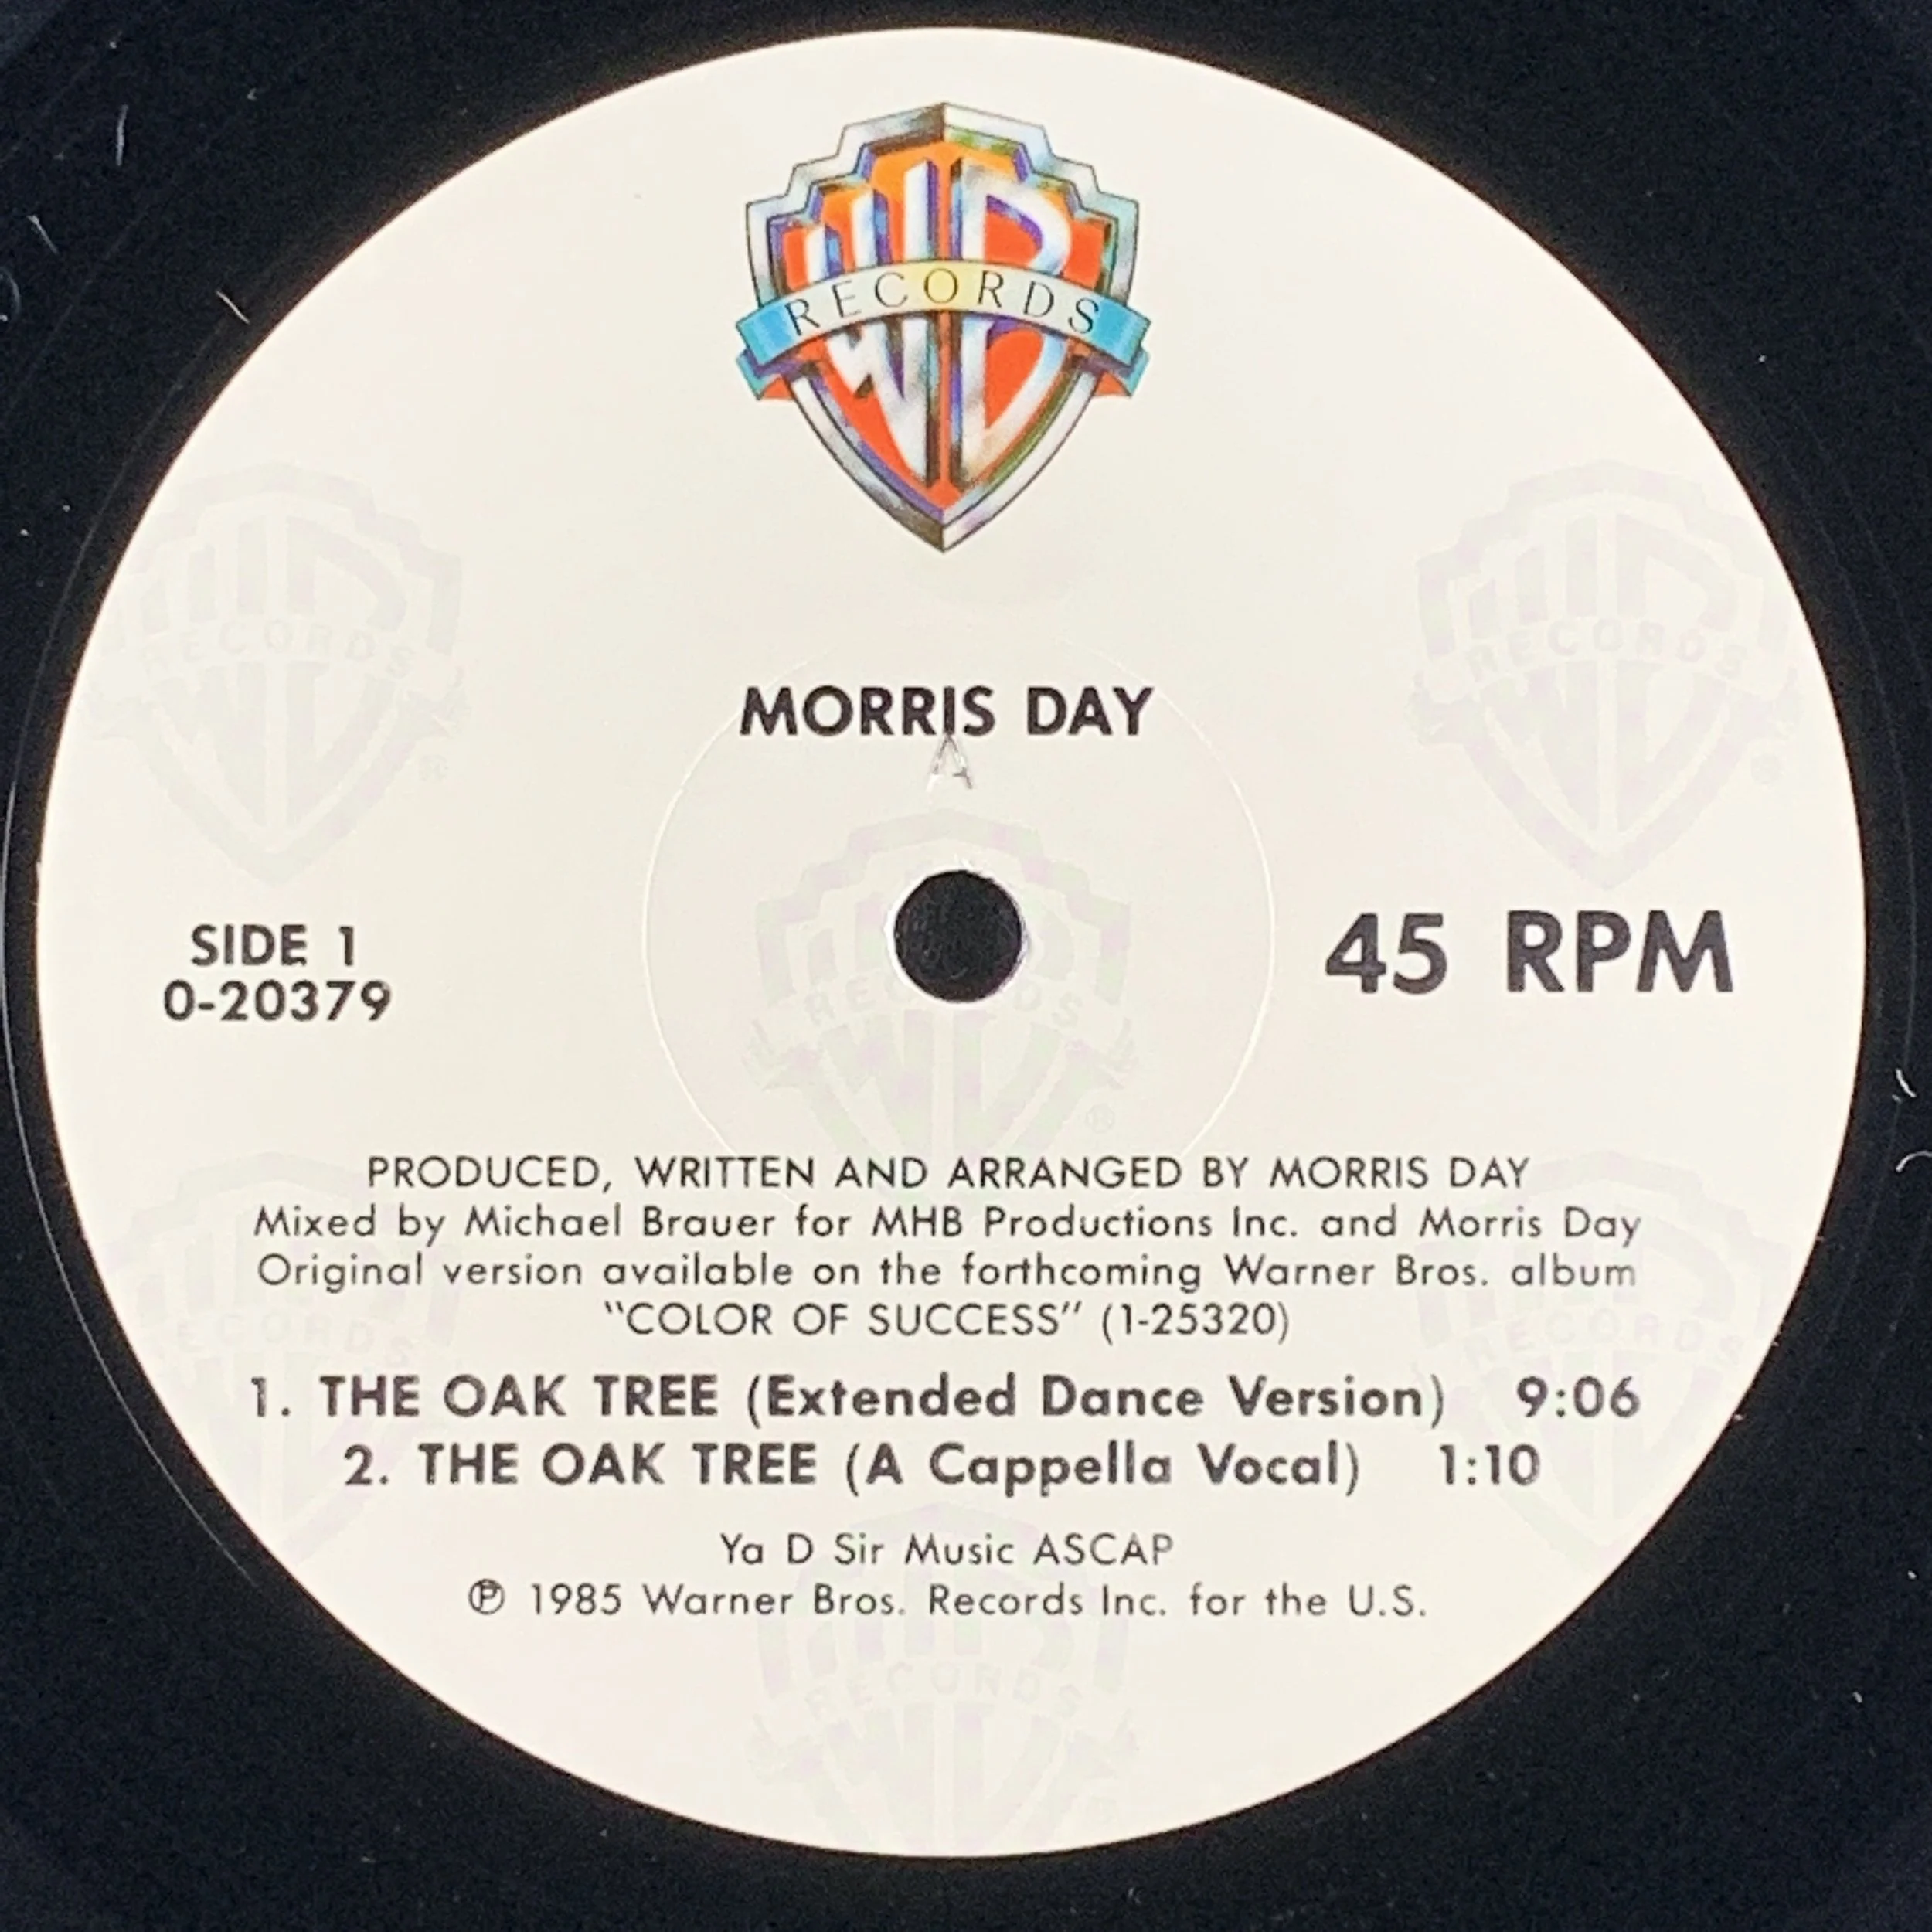 WB
RECORDS
MORRIS DAY
A
SIDE 1
0-20379
45 RPM
PRODUCED, WRITTEN AND ARRANGED BY MORRIS DAY
Mixed by Michael Brauer for MHB Productions Inc. and Morris Day
Original version available on the forthcoming Warner Bros. album
"COLOR OF SUCCESS" (1-25320)
1. THE OAK TREE (Extended Dance Version) 9:06
2. THE OAK TREE (A Cappella Vocal) 1:10
Ya D Sir Music ASCAP
℗ 1985 Warner Bros. Records Inc. for the U.S.